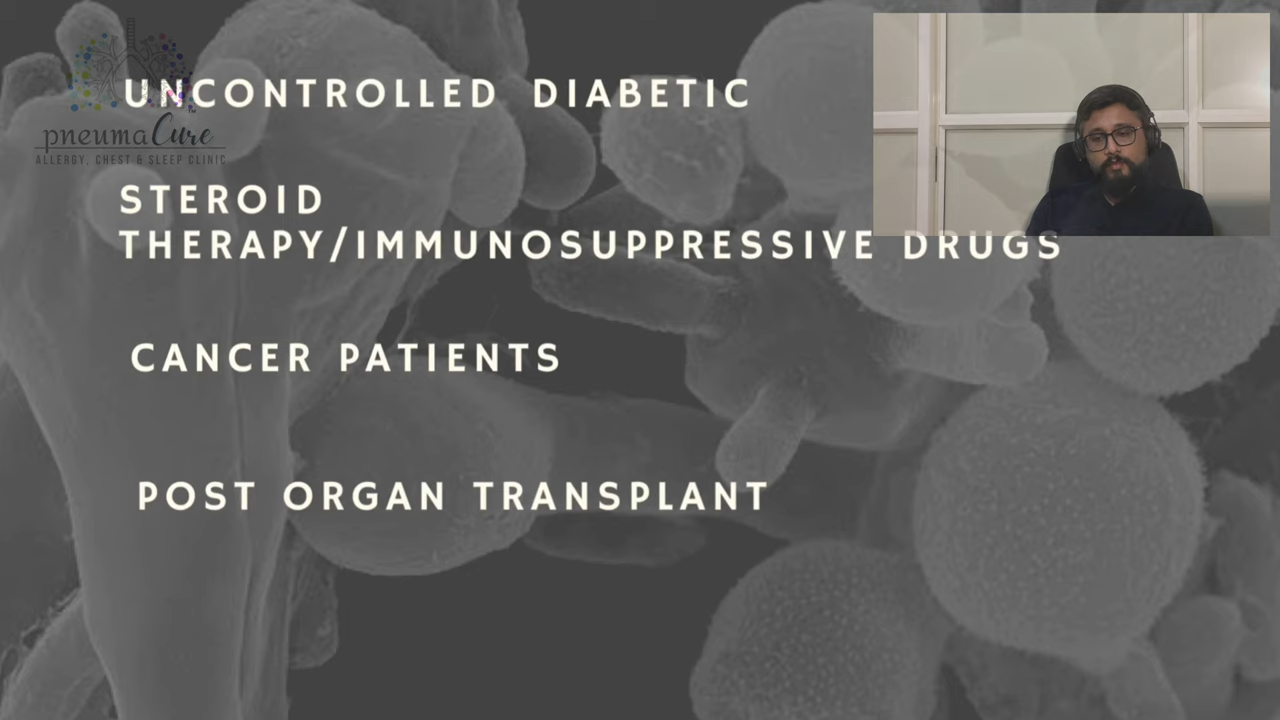 UNCONTROLLED DIABETIC
pneumaCure
ALLERGY, CHEST & SLEEP CLINIC
STEROID
THERAPY/IMMUNOSUPPRESSIVE DRUGS
CANCER PATIENTS
POST ORGAN TRANSPLANT